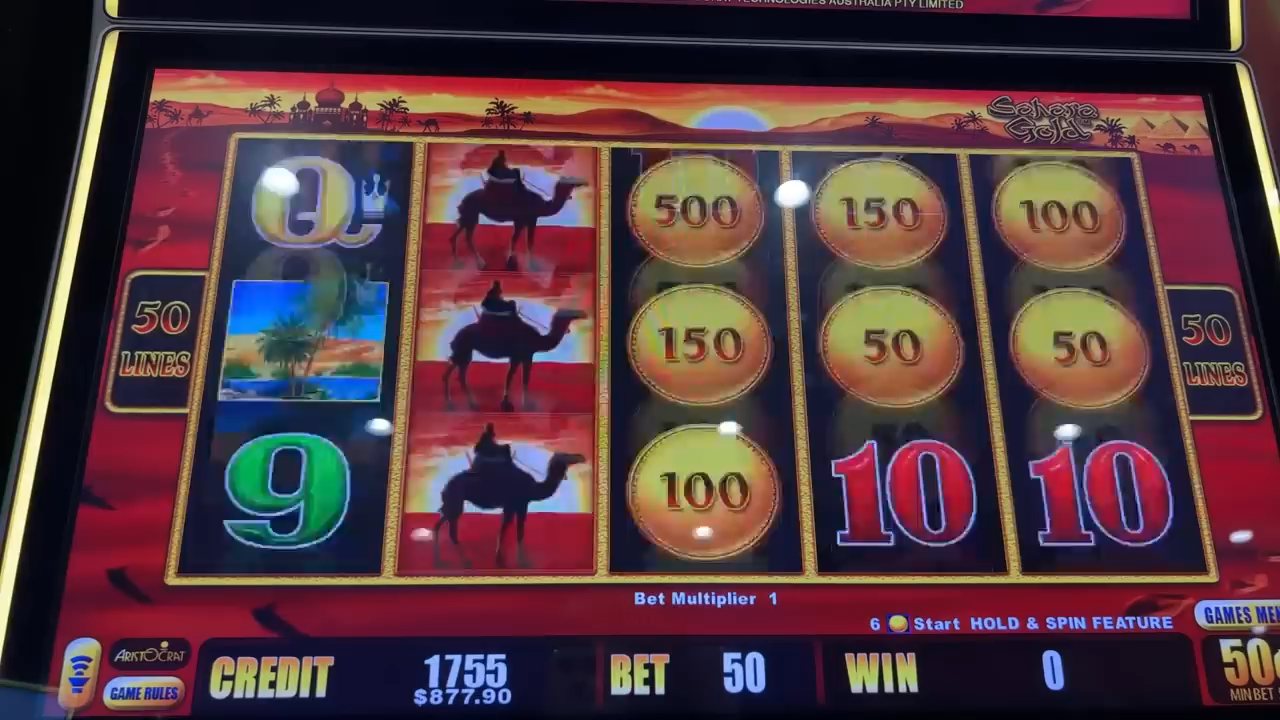 TECHNOLOGIES AUSTRALIA PTY LIMITED
Sahara Gold
Q
500
150
100
50
LINES
150
50
50
50
LINES
9
100
10
10
Bet Multiplier 1
6 Start HOLD & SPIN FEATURE
GAMES
ARISTOCRAT
GAME RULES
CREDIT
1755
$877.90
BET
50
WIN
0
50¢
MIN BET